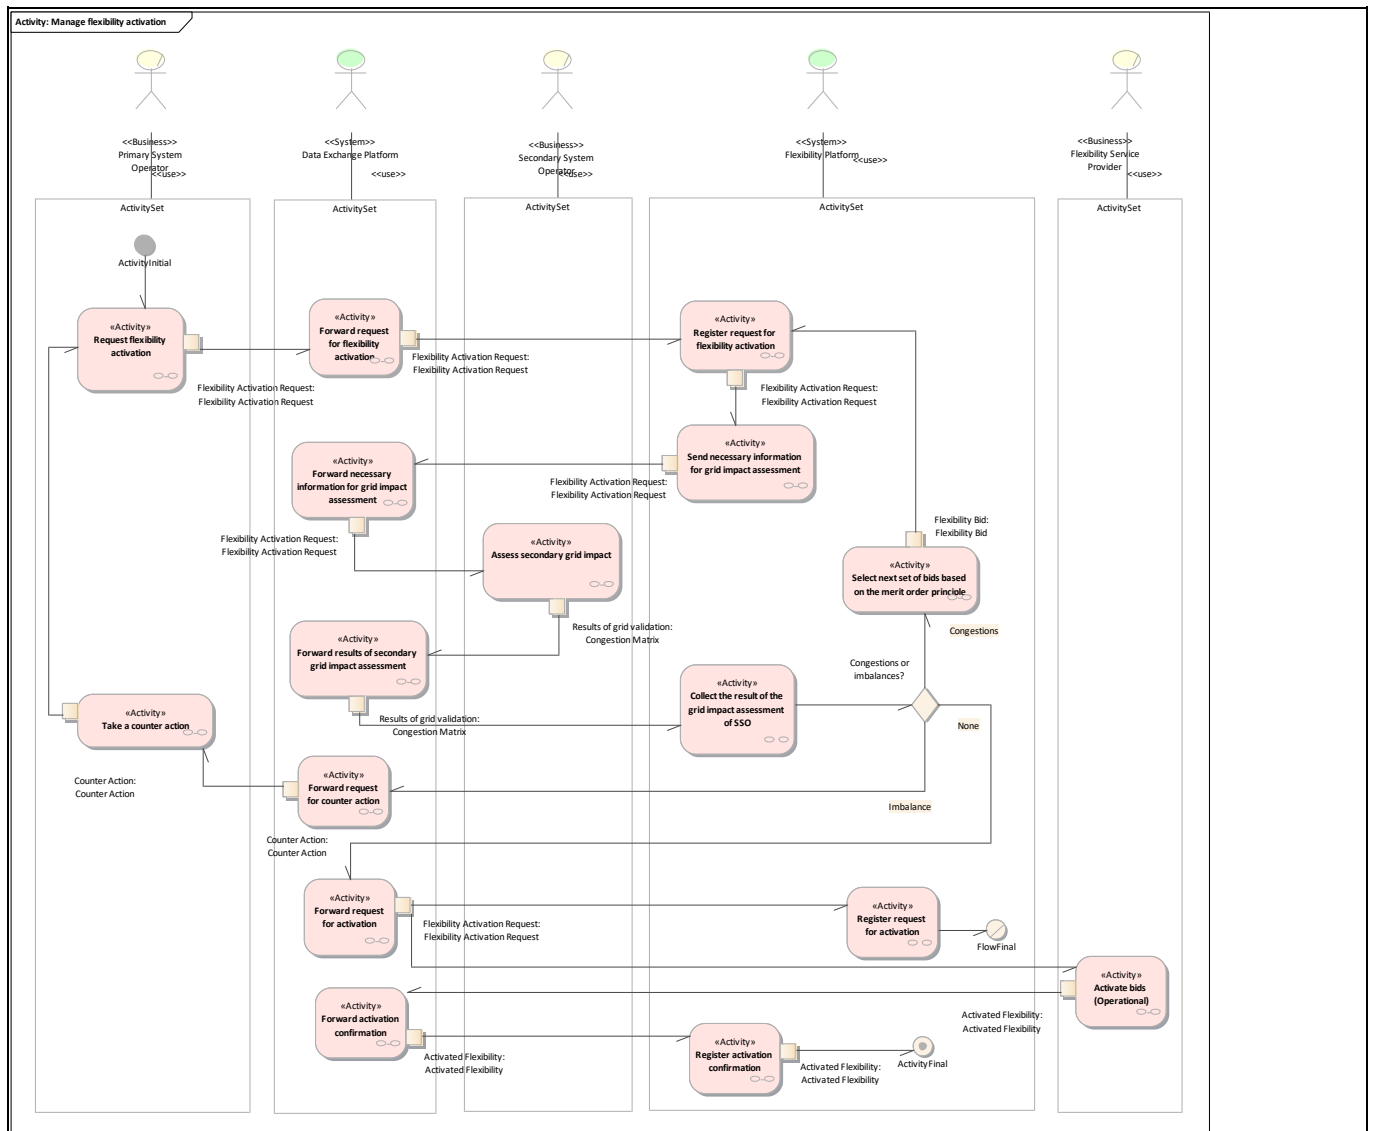 Activity: Manage flexibility activation
<<Business>>
Primary System
Operator
<<use>>
<<System>>
Data Exchange Platform
<<use>>
<<Business>>
Secondary System
Operator
<<use>>
<<System>>
Flexibility Platform
<<use>>
<<Business>>
Flexibility Service
Provider
<<use>>
ActivitySet
ActivitySet
ActivitySet
ActivitySet
ActivitySet
ActivityInitial
«Activity»
Request flexibility
activation
Flexibility Activation Request:
Flexibility Activation Request
«Activity»
Forward request
for flexibility
activation
Flexibility Activation Request:
Flexibility Activation Request
«Activity»
Register request for
flexibility activation
Flexibility Activation Request:
Flexibility Activation Request
«Activity»
Send necessary information
for grid impact assessment
Flexibility Activation Request:
Flexibility Activation Request
«Activity»
Forward necessary
information for grid impact
assessment
Flexibility Activation Request:
Flexibility Activation Request
«Activity»
Assess secondary grid impact
Results of grid validation:
Congestion Matrix
Flexibility Bid:
Flexibility Bid
«Activity»
Select next set of bids based
on the merit order principle
Congestions
«Activity»
Forward results of secondary
grid impact assessment
Results of grid validation:
Congestion Matrix
«Activity»
Collect the result of the
grid impact assessment
of SSO
Congestions or
imbalances?
None
Imbalance
«Activity»
Take a counter action
Counter Action:
Counter Action
«Activity»
Forward request
for counter action
Counter Action:
Counter Action
«Activity»
Forward request
for activation
Flexibility Activation Request:
Flexibility Activation Request
«Activity»
Register request
for activation
FlowFinal
«Activity»
Activate bids
(Operational)
Activated Flexibility:
Activated Flexibility
«Activity»
Forward activation
confirmation
Activated Flexibility:
Activated Flexibility
«Activity»
Register activation
confirmation
Activated Flexibility:
Activated Flexibility
ActivityFinal